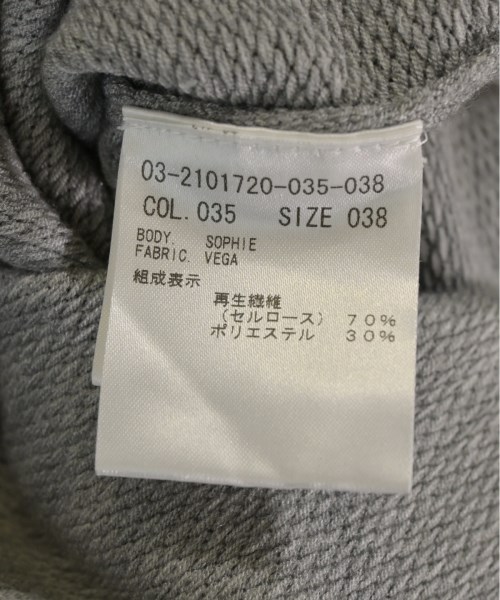 03-2101720-035-038
COL. 035 SIZE 038
BODY. SOPHIE
FABRIC. VEGA
組成表示
再生繊維
(セルロース) 70%
ポリエステル 30%